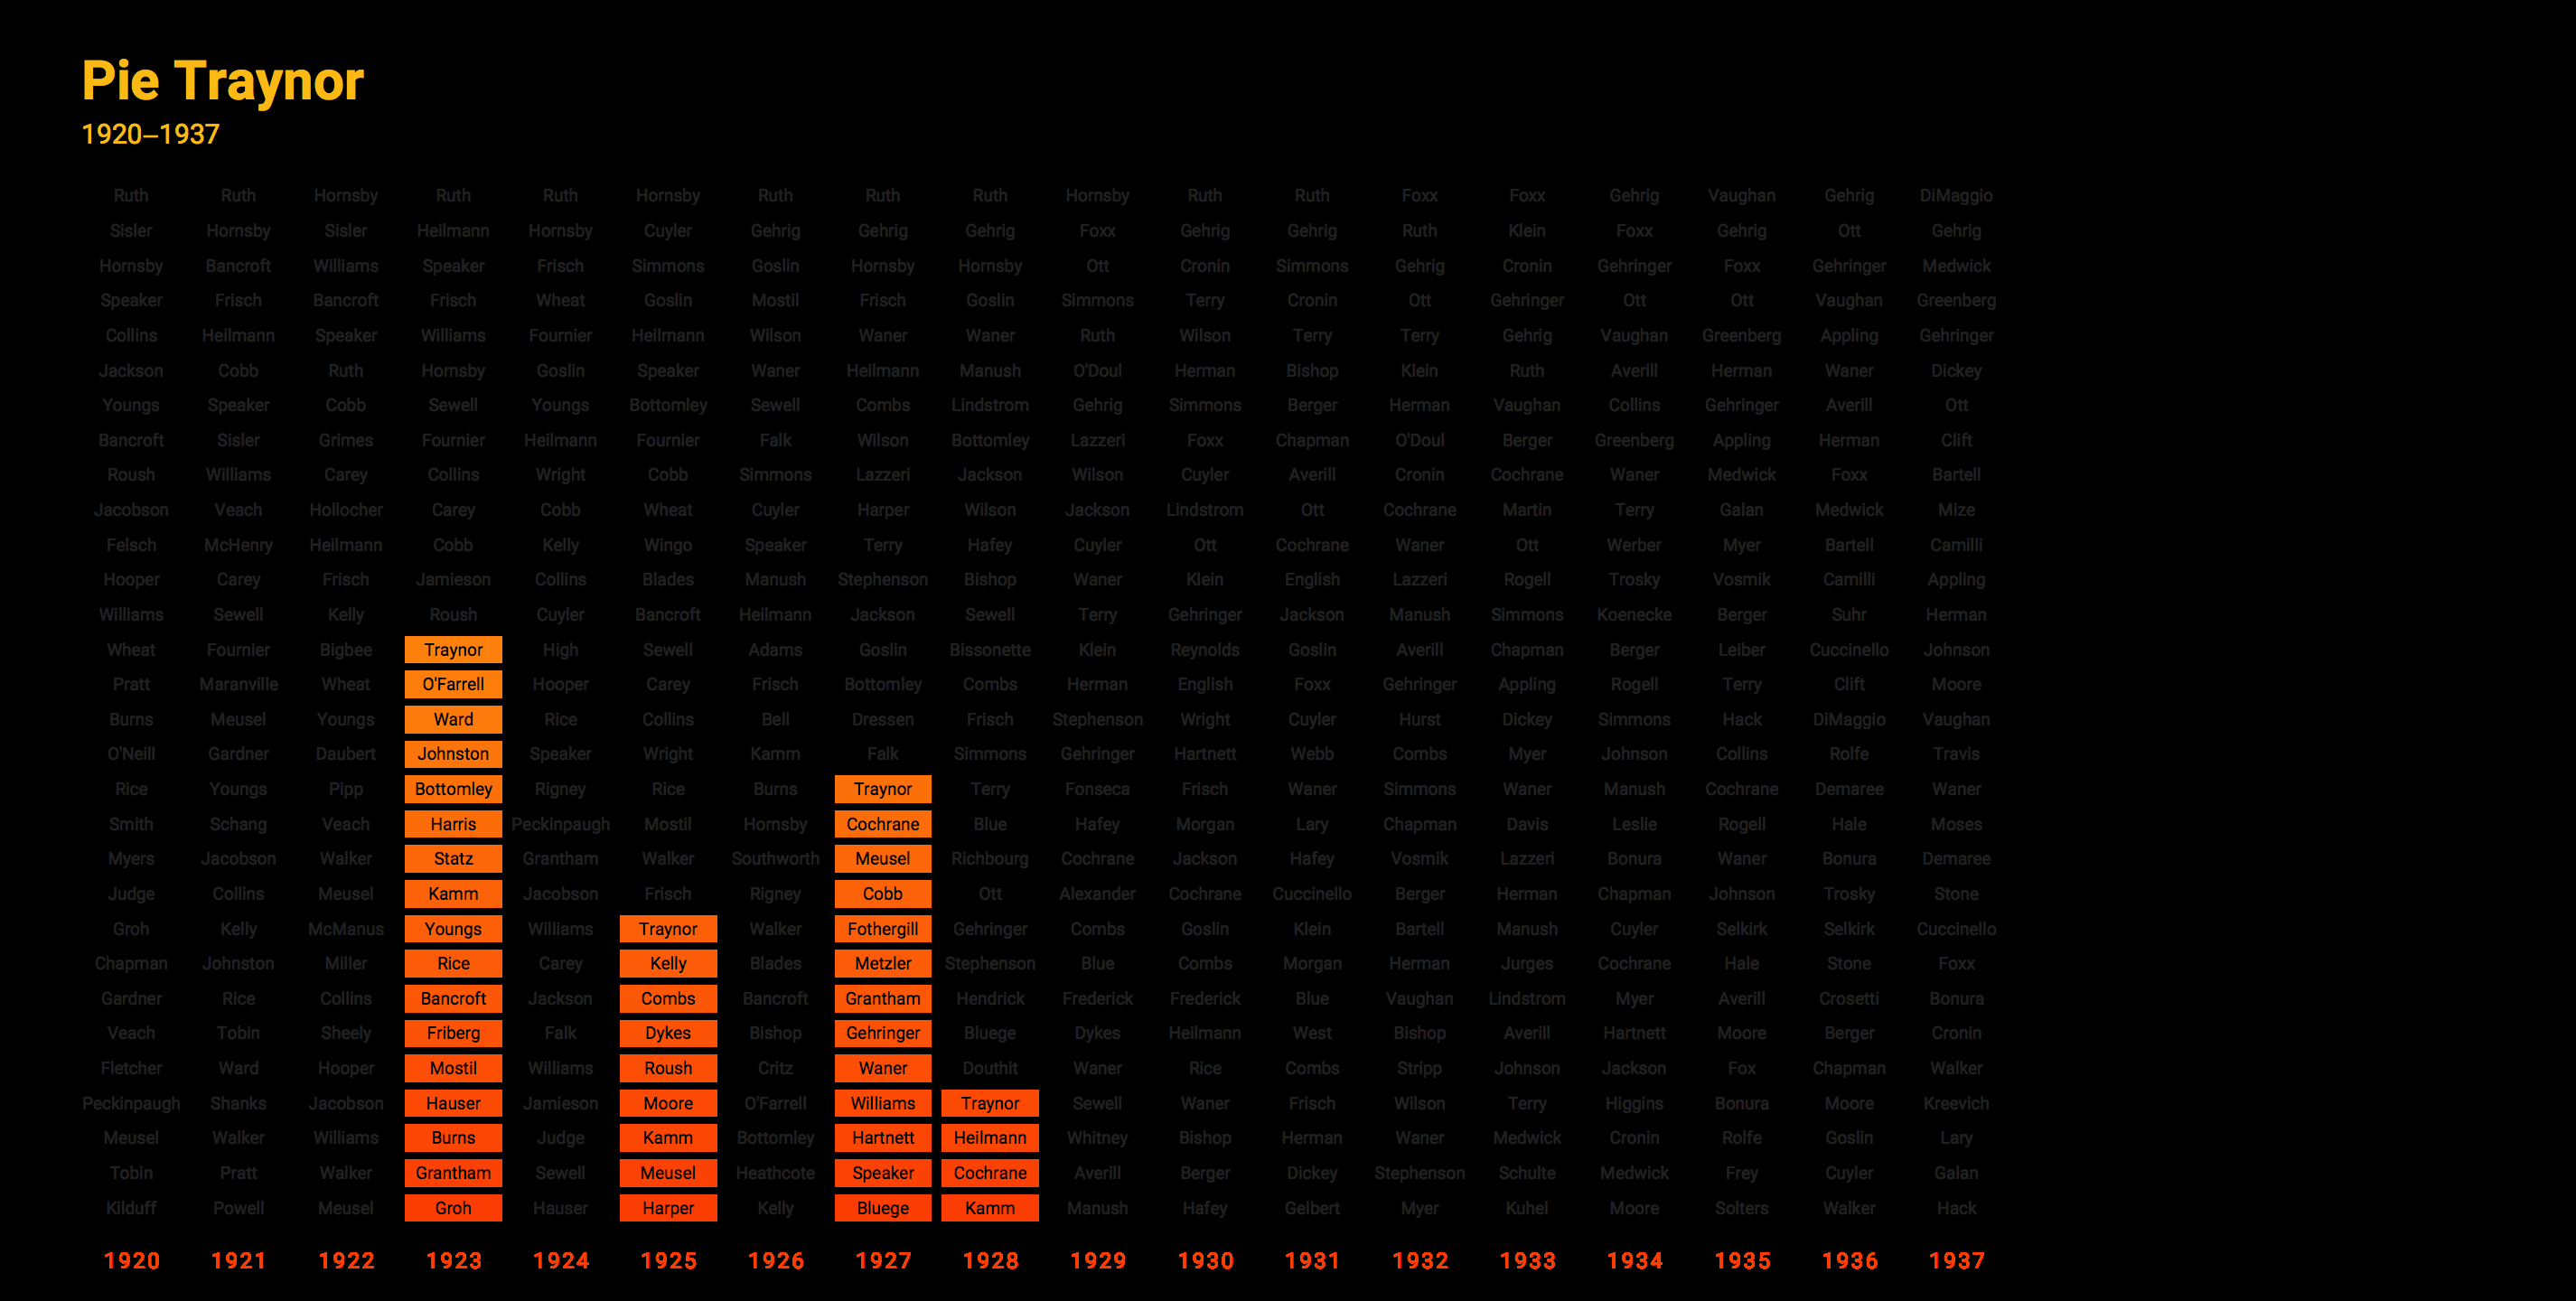 Pie Traynor
1920–1937
Ruth Ruth Hornsby Ruth Ruth Hornsby Ruth Ruth Ruth Hornsby Ruth Ruth Foxx Foxx Gehrig Vaughan Gehrig DiMaggio
Sisler Hornsby Sisler Heilmann Hornsby Cuyler Gehrig Gehrig Gehrig Foxx Gehrig Gehrig Ruth Klein Foxx Gehrig Ott Gehrig
Hornsby Bancroft Williams Speaker Frisch Simmons Goslin Hornsby Hornsby Ott Cronin Simmons Gehrig Cronin Gehringer Foxx Gehringer Medwick
Speaker Frisch Bancroft Frisch Wheat Goslin Mostil Frisch Goslin Simmons Terry Cronin Ott Gehringer Ott Ott Vaughan Greenberg
Collins Heilmann Speaker Williams Fournier Heilmann Wilson Waner Waner Ruth Wilson Terry Terry Gehrig Vaughan Greenberg Appling Gehringer
Jackson Cobb Ruth Hornsby Goslin Speaker Waner Heilmann Manush O'Doul Herman Bishop Klein Ruth Averill Herman Waner Dickey
Youngs Speaker Cobb Sewell Youngs Bottomley Sewell Combs Lindstrom Gehrig Simmons Berger Herman Vaughan Collins Gehringer Averill Ott
Bancroft Sisler Grimes Fournier Heilmann Fournier Falk Wilson Bottomley Lazzeri Foxx Chapman O'Doul Berger Greenberg Appling Herman Clift
Roush Williams Carey Collins Wright Cobb Simmons Lazzeri Jackson Wilson Cuyler Averill Cronin Cochrane Waner Medwick Foxx Bartell
Jacobson Veach Hollocher Carey Cobb Wheat Cuyler Harper Wilson Jackson Lindstrom Ott Cochrane Martin Terry Galan Medwick Mize
Felsch McHenry Heilmann Cobb Kelly Wingo Speaker Terry Hafey Cuyler Ott Cochrane Waner Ott Werber Myer Bartell Camilli
Hooper Carey Frisch Jamieson Collins Blades Manush Stephenson Bishop Waner Klein English Lazzeri Rogell Trosky Vosmik Camilli Appling
Williams Sewell Kelly Roush Cuyler Bancroft Heilmann Jackson Sewell Terry Gehringer Jackson Manush Simmons Koenecke Berger Suhr Herman
Wheat Fournier Bigbee Traynor High Sewell Adams Goslin Bissonette Klein Reynolds Goslin Averill Chapman Berger Leiber Cuccinello Johnson
Pratt Maranville Wheat O'Farrell Hooper Carey Frisch Bottomley Combs Herman English Foxx Gehringer Appling Rogell Terry Clift Moore
Burns Meusel Youngs Ward Rice Collins Bell Dressen Frisch Stephenson Wright Cuyler Hurst Dickey Simmons Hack DiMaggio Vaughan
O'Neill Gardner Daubert Johnston Speaker Wright Kamm Falk Simmons Gehringer Hartnett Webb Combs Myer Johnson Collins Rolfe Travis
Rice Youngs Pipp Bottomley Rigney Rice Burns Traynor Terry Fonseca Frisch Waner Simmons Waner Manush Cochrane Demaree Waner
Smith Schang Veach Harris Peckinpaugh Mostil Hornsby Cochrane Blue Hafey Morgan Lary Chapman Davis Leslie Rogell Hale Moses
Myers Jacobson Walker Statz Grantham Walker Southworth Meusel Richbourg Cochrane Jackson Hafey Vosmik Lazzeri Bonura Waner Bonura Demaree
Judge Collins Meusel Kamm Jacobson Frisch Rigney Cobb Ott Alexander Cochrane Cuccinello Berger Herman Chapman Johnson Trosky Stone
Groh Kelly McManus Youngs Williams Traynor Walker Fothergill Gehringer Combs Goslin Klein Bartell Manush Cuyler Selkirk Selkirk Cuccinello
Chapman Johnston Miller Rice Carey Kelly Blades Metzler Stephenson Blue Combs Morgan Herman Jurges Cochrane Hale Stone Foxx
Gardner Rice Collins Bancroft Jackson Combs Bancroft Grantham Hendrick Frederick Frederick Blue Vaughan Lindstrom Myer Averill Crosetti Bonura
Veach Tobin Sheely Friberg Falk Dykes Bishop Gehringer Bluege Dykes Heilmann West Bishop Averill Hartnett Moore Berger Cronin
Fletcher Ward Hooper Mostil Williams Roush Critz Waner Douthit Waner Rice Combs Stripp Johnson Jackson Fox Chapman Walker
Peckinpaugh Shanks Jacobson Hauser Jamieson Moore O'Farrell Williams Traynor Sewell Waner Frisch Wilson Terry Higgins Bonura Moore Kreevich
Meusel Walker Williams Burns Judge Kamm Bottomley Hartnett Heilmann Whitney Bishop Herman Waner Medwick Cronin Rolfe Goslin Lary
Tobin Pratt Walker Grantham Sewell Meusel Heathcote Speaker Cochrane Averill Berger Dickey Stephenson Schulte Medwick Frey Cuyler Galan
Kilduff Powell Meusel Groh Hauser Harper Kelly Bluege Kamm Manush Hafey Gelbert Myer Kuhel Moore Solters Walker Hack
1920 1921 1922 1923 1924 1925 1926 1927 1928 1929 1930 1931 1932 1933 1934 1935 1936 1937